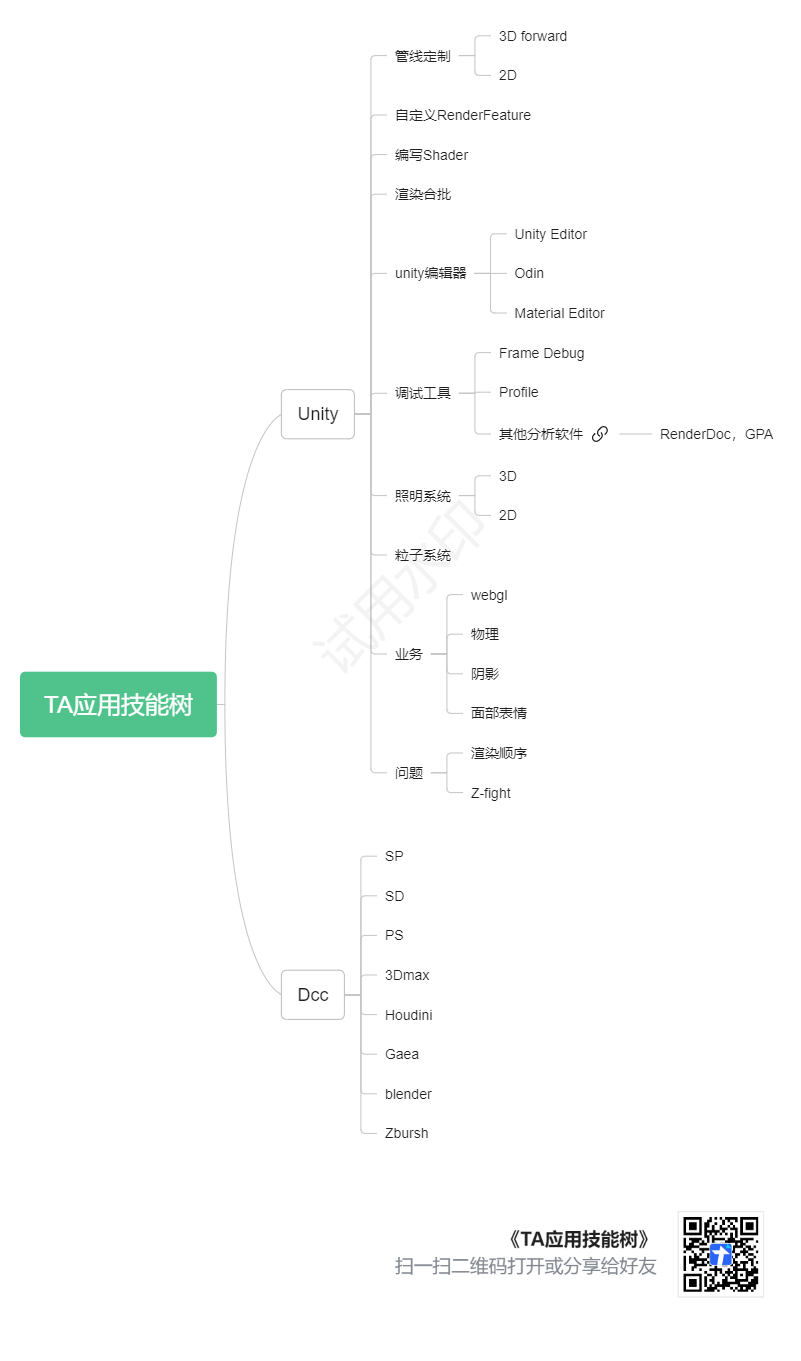 TA应用技能树
Unity
管线定制
3D forward
2D
自定义RenderFeature
编写Shader
渲染合批
unity编辑器
Unity Editor
Odin
Material Editor
调试工具
Frame Debug
Profile
其他分析软件
RenderDoc，GPA
照明系统
3D
2D
粒子系统
业务
webgl
物理
阴影
面部表情
问题
渲染顺序
Z-fight
Dcc
SP
SD
PS
3Dmax
Houdini
Gaea
blender
Zbursh
试用水印
《TA应用技能树》
扫一扫二维码打开或分享给好友